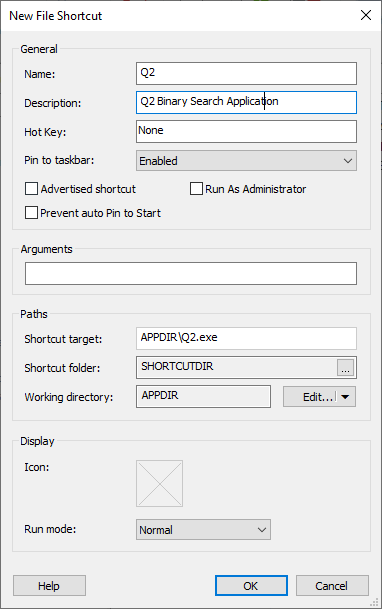 New File Shortcut
General
Name: Q2
Description: Q2 Binary Search Application
Hot Key: None
Pin to taskbar: Enabled
Advertised shortcut Run As Administrator
Prevent auto Pin to Start
Arguments
Paths
Shortcut target: APPDIR\Q2.exe
Shortcut folder: SHORTCUTDIR ...
Working directory: APPDIR Edit...
Display
Icon:
Run mode: Normal
Help OK Cancel